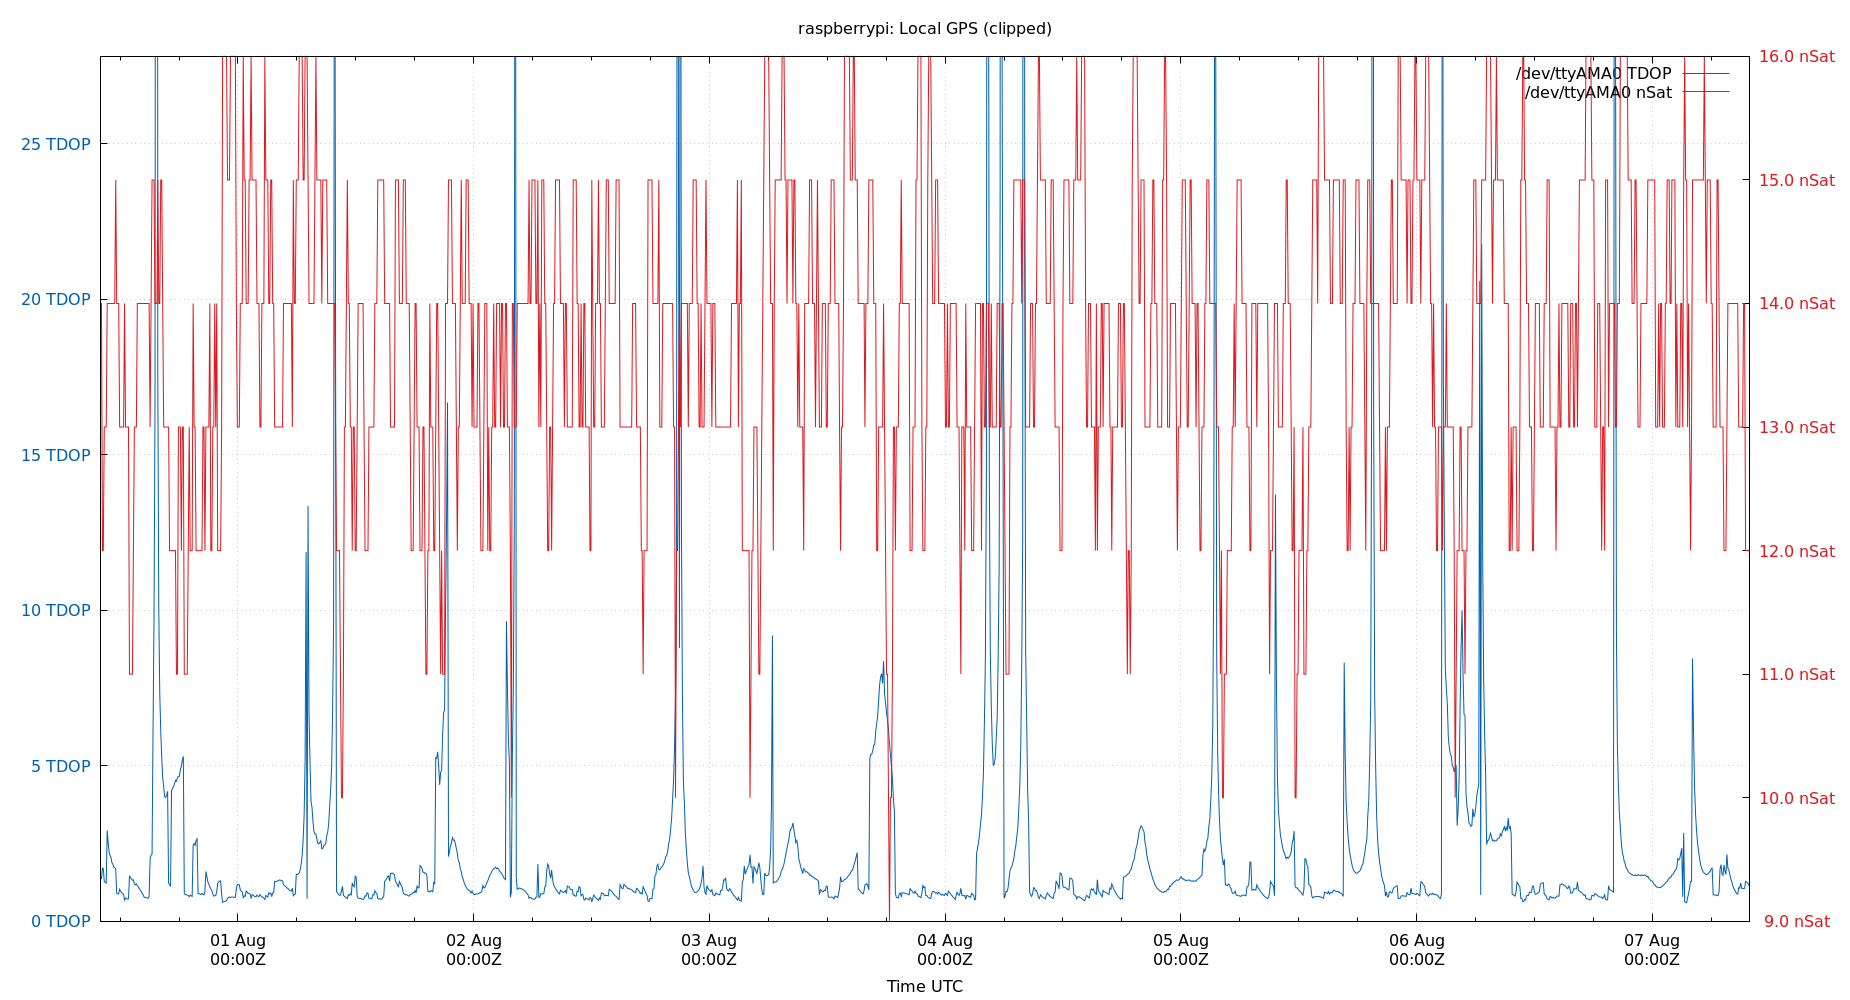 raspberrypi: Local GPS (clipped)
/dev/ttyAMA0 TDOP
/dev/ttyAMA0 nSat
25 TDOP
20 TDOP
15 TDOP
10 TDOP
5 TDOP
0 TDOP
16.0 nSat
15.0 nSat
14.0 nSat
13.0 nSat
12.0 nSat
11.0 nSat
10.0 nSat
9.0 nSat
01 Aug
00:00Z
02 Aug
00:00Z
03 Aug
00:00Z
04 Aug
00:00Z
05 Aug
00:00Z
06 Aug
00:00Z
07 Aug
00:00Z
Time UTC